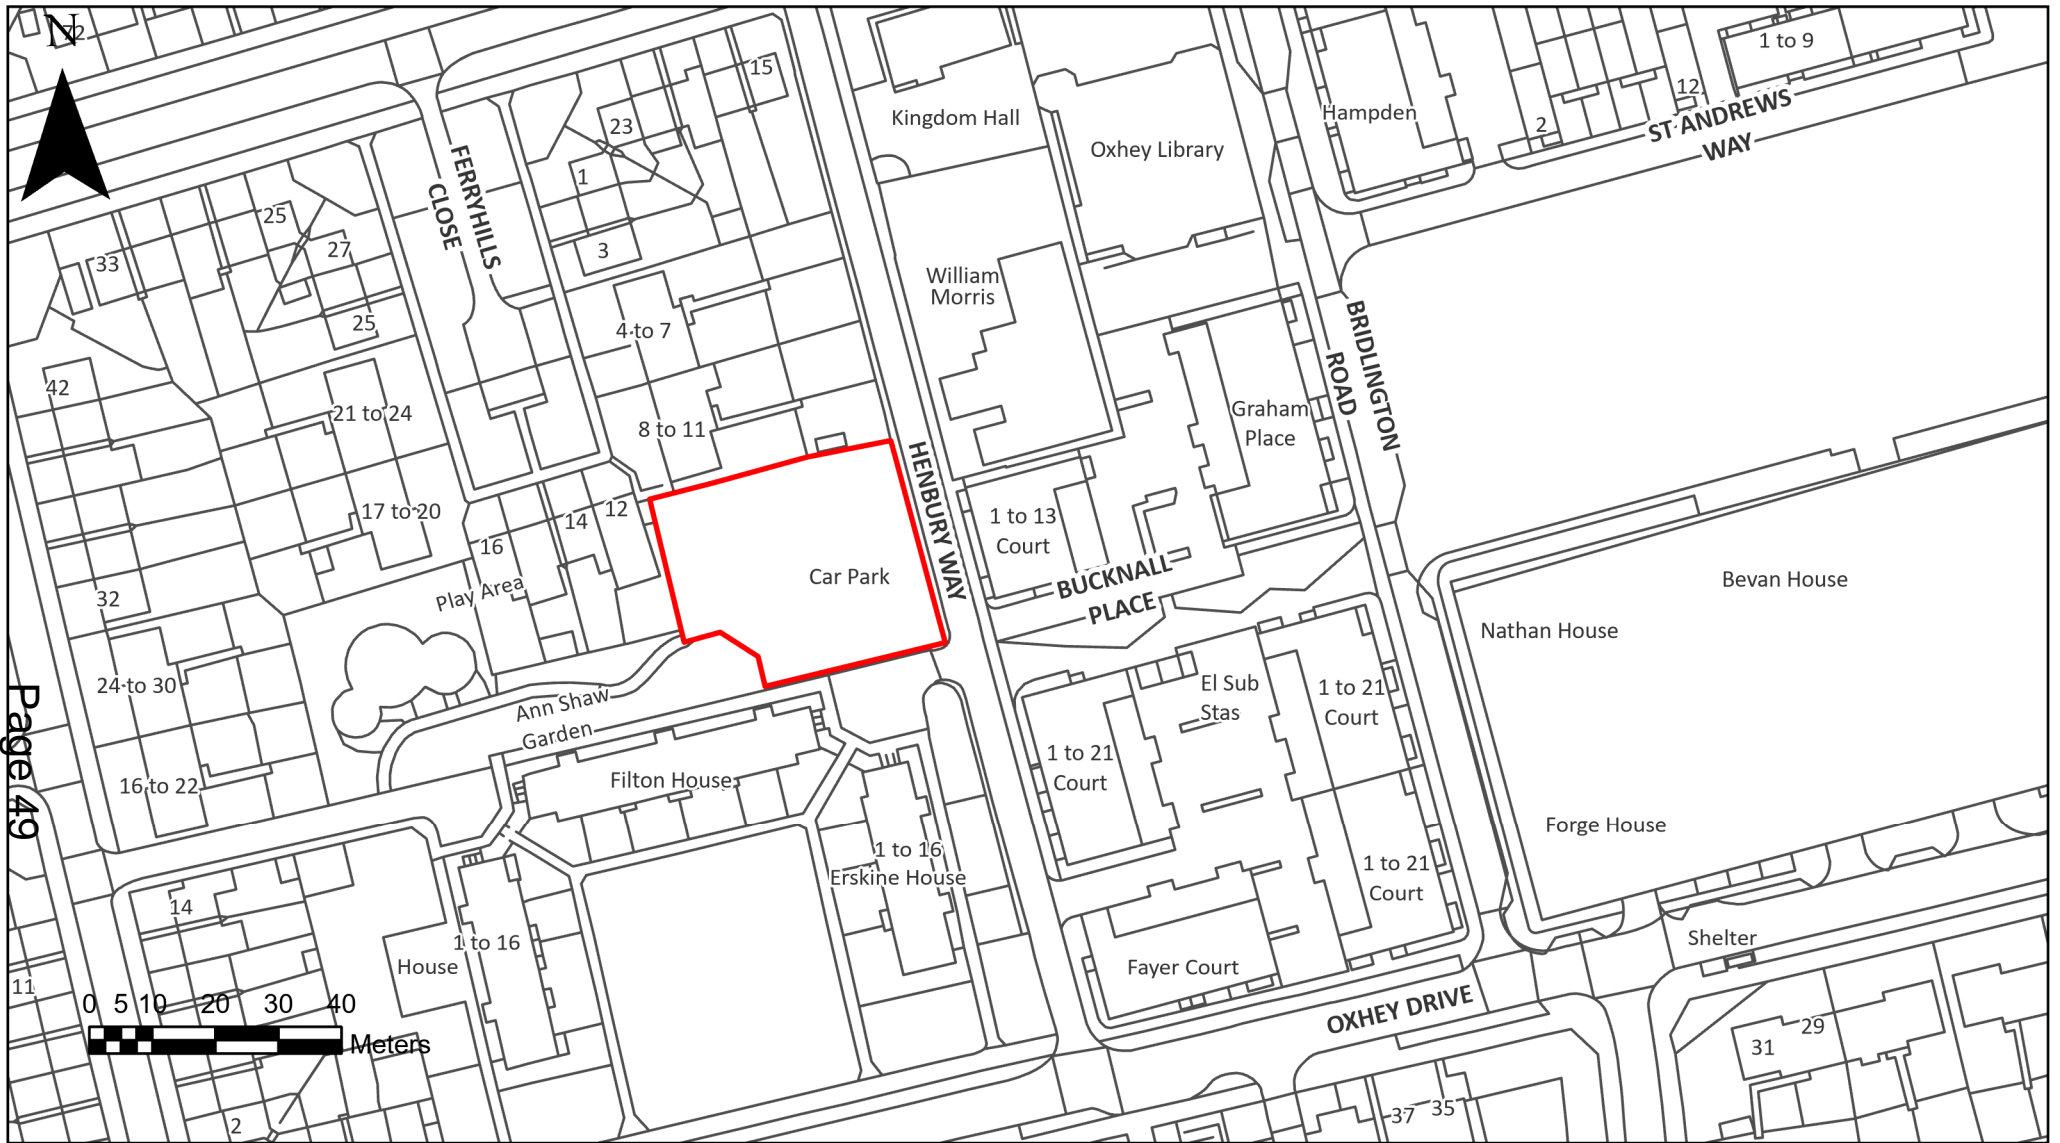 N
72
15
1 to 9
Kingdom Hall
Hampden
12
ST ANDREWS
WAY
2
23
Oxhey Library
FERRYHILLS
CLOSE
1
25
27
33
3
William
Morris
25
4 to 7
BRIDLINGTON
ROAD
42
21 to 24
8 to 11
Graham
Place
17 to 20
14
12
16
HENBURY WAY
1 to 13
Court
Car Park
BUCKNALL
PLACE
Bevan House
32
Play Area
Nathan House
24 to 30
Ann Shaw
Garden
El Sub
Stas
1 to 21
Court
Page 49
16 to 22
Filton House
1 to 21
Court
Forge House
1 to 16
Erskine House
1 to 21
Court
14
1 to 16
House
Fayer Court
Shelter
11
OXHEY DRIVE
0 5 10 20 30 40
Meters
29
31
2
37
35